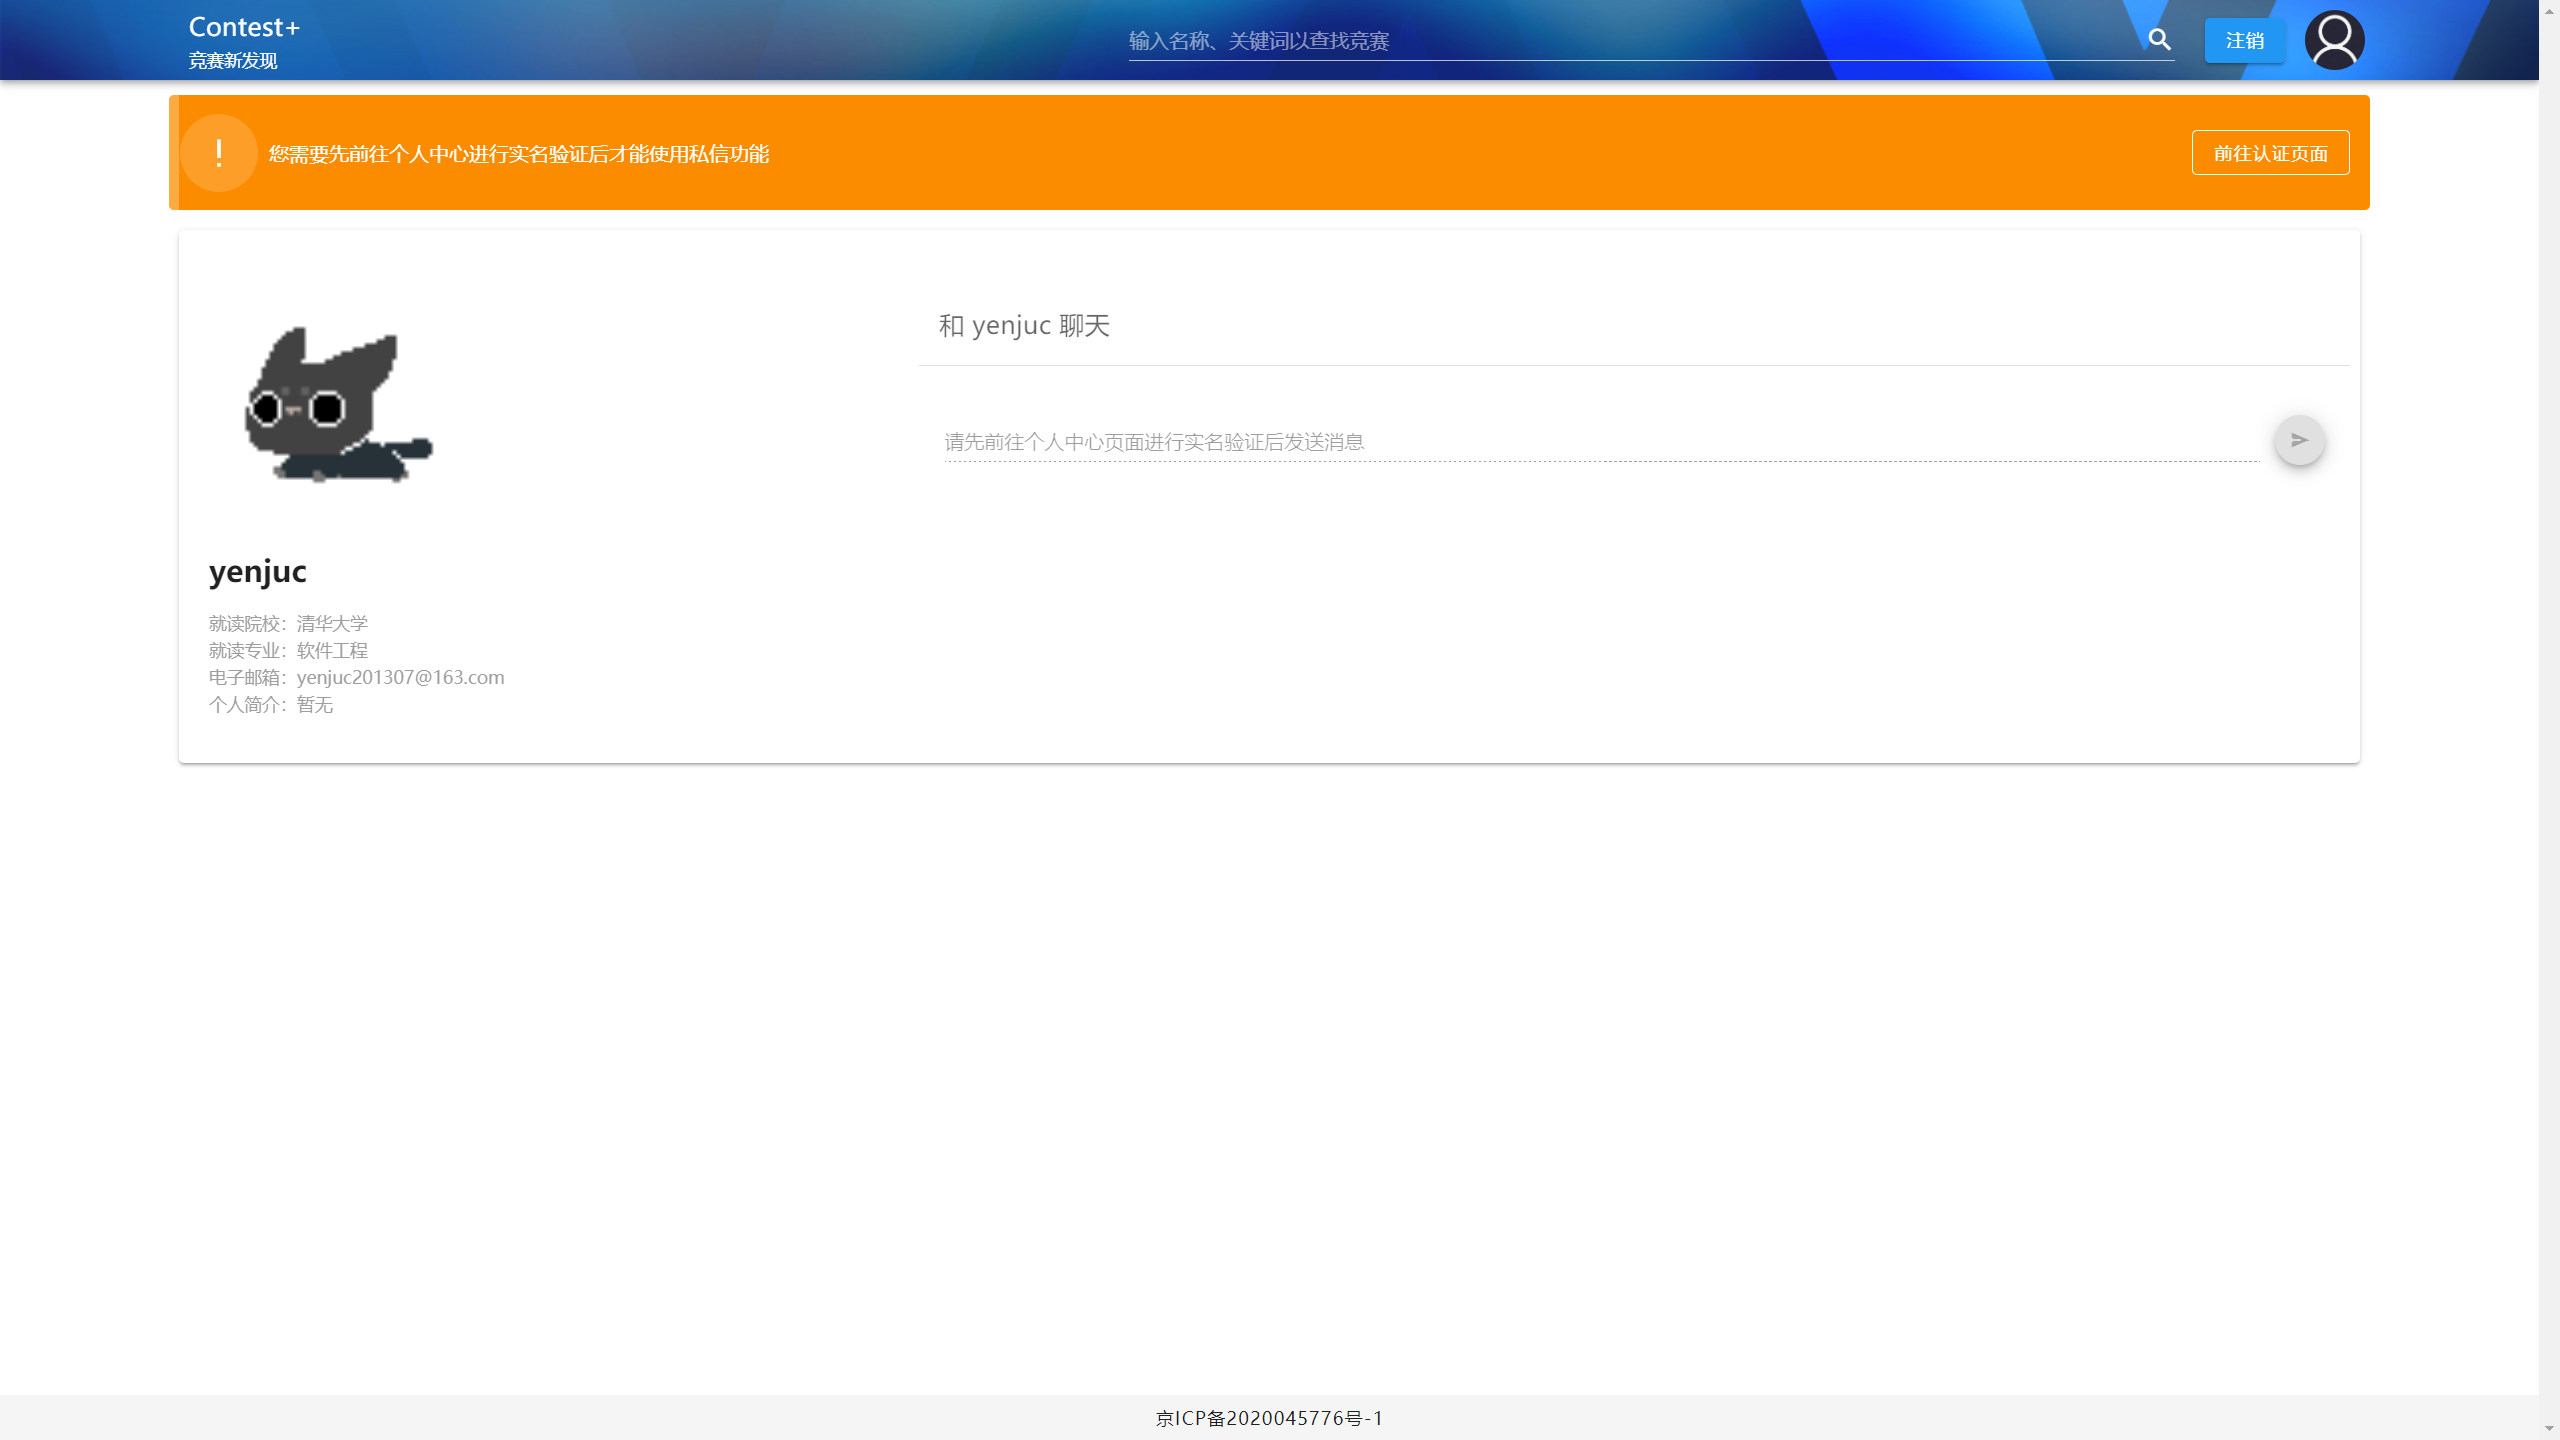 Contest+
竞赛新发现
输入名称、关键词以查找竞赛
注销
您需要先前往个人中心进行实名验证后才能使用私信功能
前往认证页面
和 yenjuc 聊天
请先前往个人中心页面进行实名验证后发送消息
yenjuc
就读院校：清华大学
就读专业：软件工程
电子邮箱：yenjuc201307@163.com
个人简介：暂无
京ICP备2020045776号-1